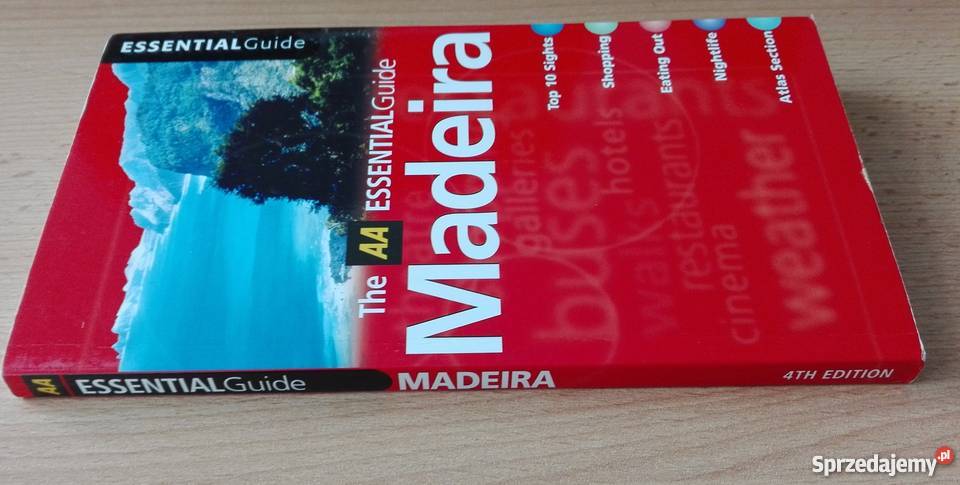 ESSENTIALGuide
The AA ESSENTIALGuide
Madeira
Top 10 Sights
Shopping
Eating Out
Nightlife
Atlas Section
galleries
buses
hotels
walks
restaurants
cinema
weather
AA ESSENTIALGuide MADEIRA 4TH EDITION
Sprzedajemy.pl